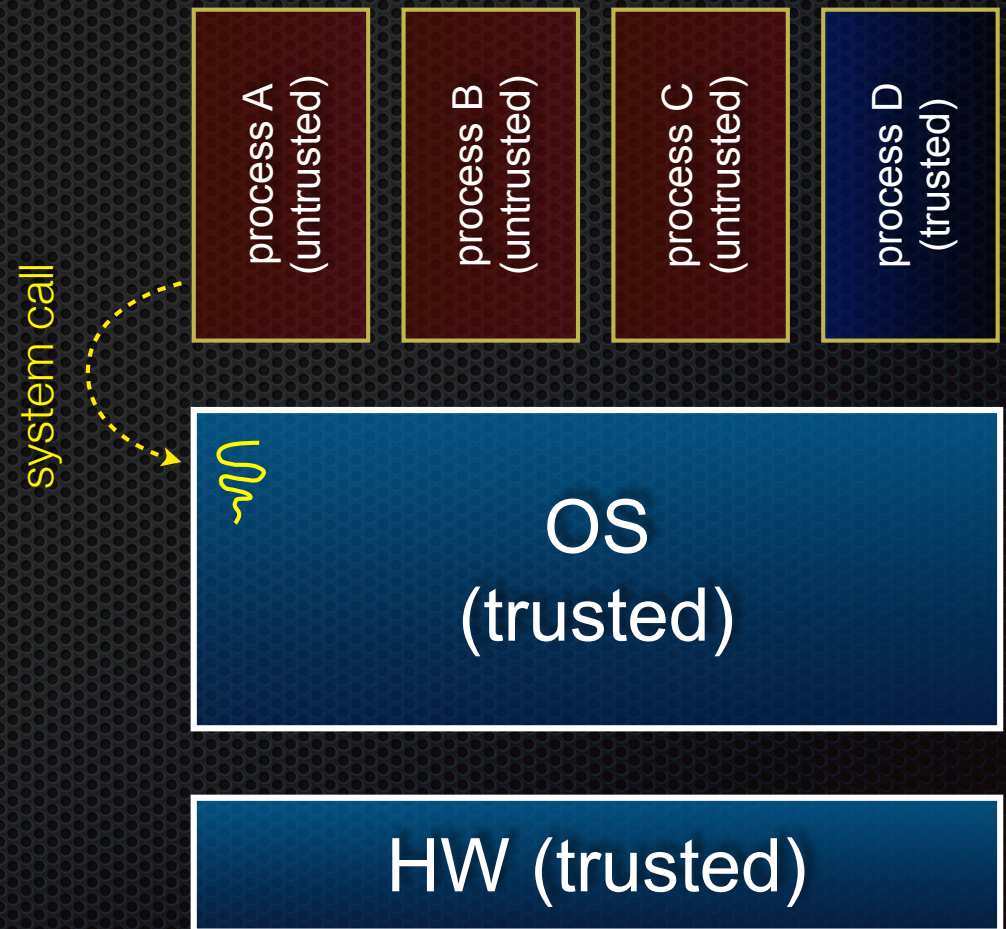 process A
(untrusted)
process B
(untrusted)
process C
(untrusted)
process D
(trusted)
system call
OS
(trusted)
HW (trusted)